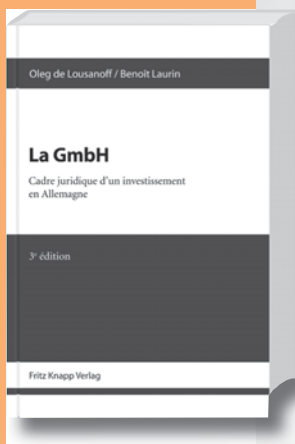 Oleg de Lousanoff / Benoît Laurin
La GmbH
Cadre juridique d'un investissement
en Allemagne
3e édition
Fritz Knapp Verlag